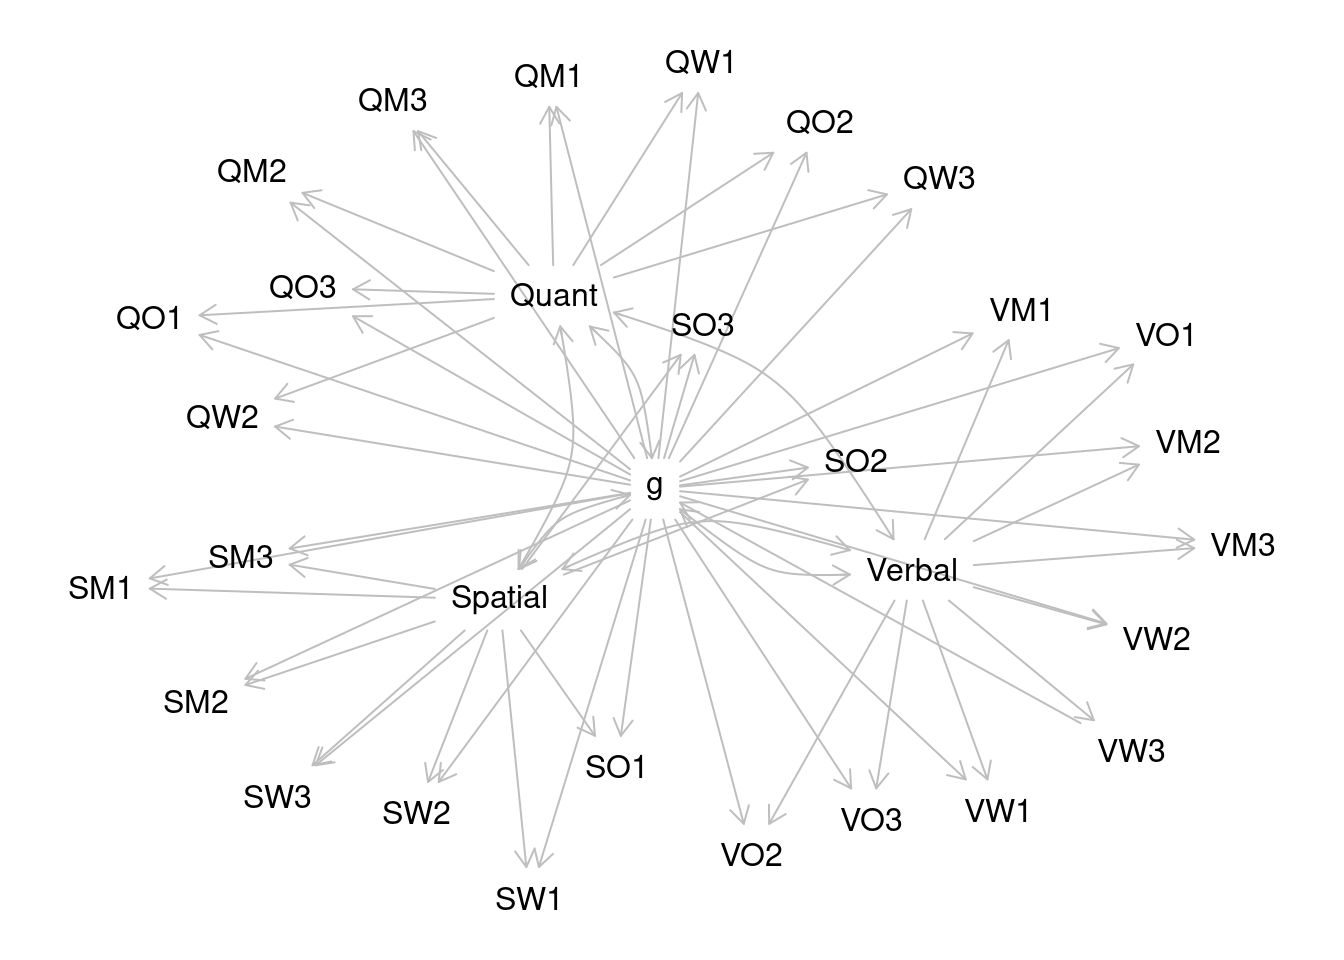 QW1
QM1
QM3
QO2
QM2
QW3
QO3
Quant
VM1
QO1
SO3
VO1
QW2
VM2
SO2
g
VM3
SM3
Verbal
SM1
Spatial
VW2
SM2
VW3
SO1
SW3
VW1
SW2
VO3
VO2
SW1